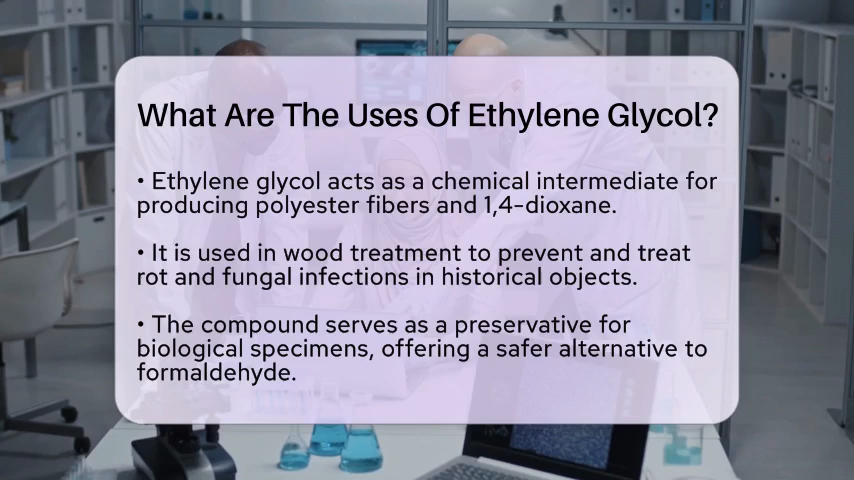 What Are The Uses Of Ethylene Glycol?
• Ethylene glycol acts as a chemical intermediate for
producing polyester fibers and 1,4-dioxane.
• It is used in wood treatment to prevent and treat
rot and fungal infections in historical objects.
• The compound serves as a preservative for
biological specimens, offering a safer alternative to
formaldehyde.